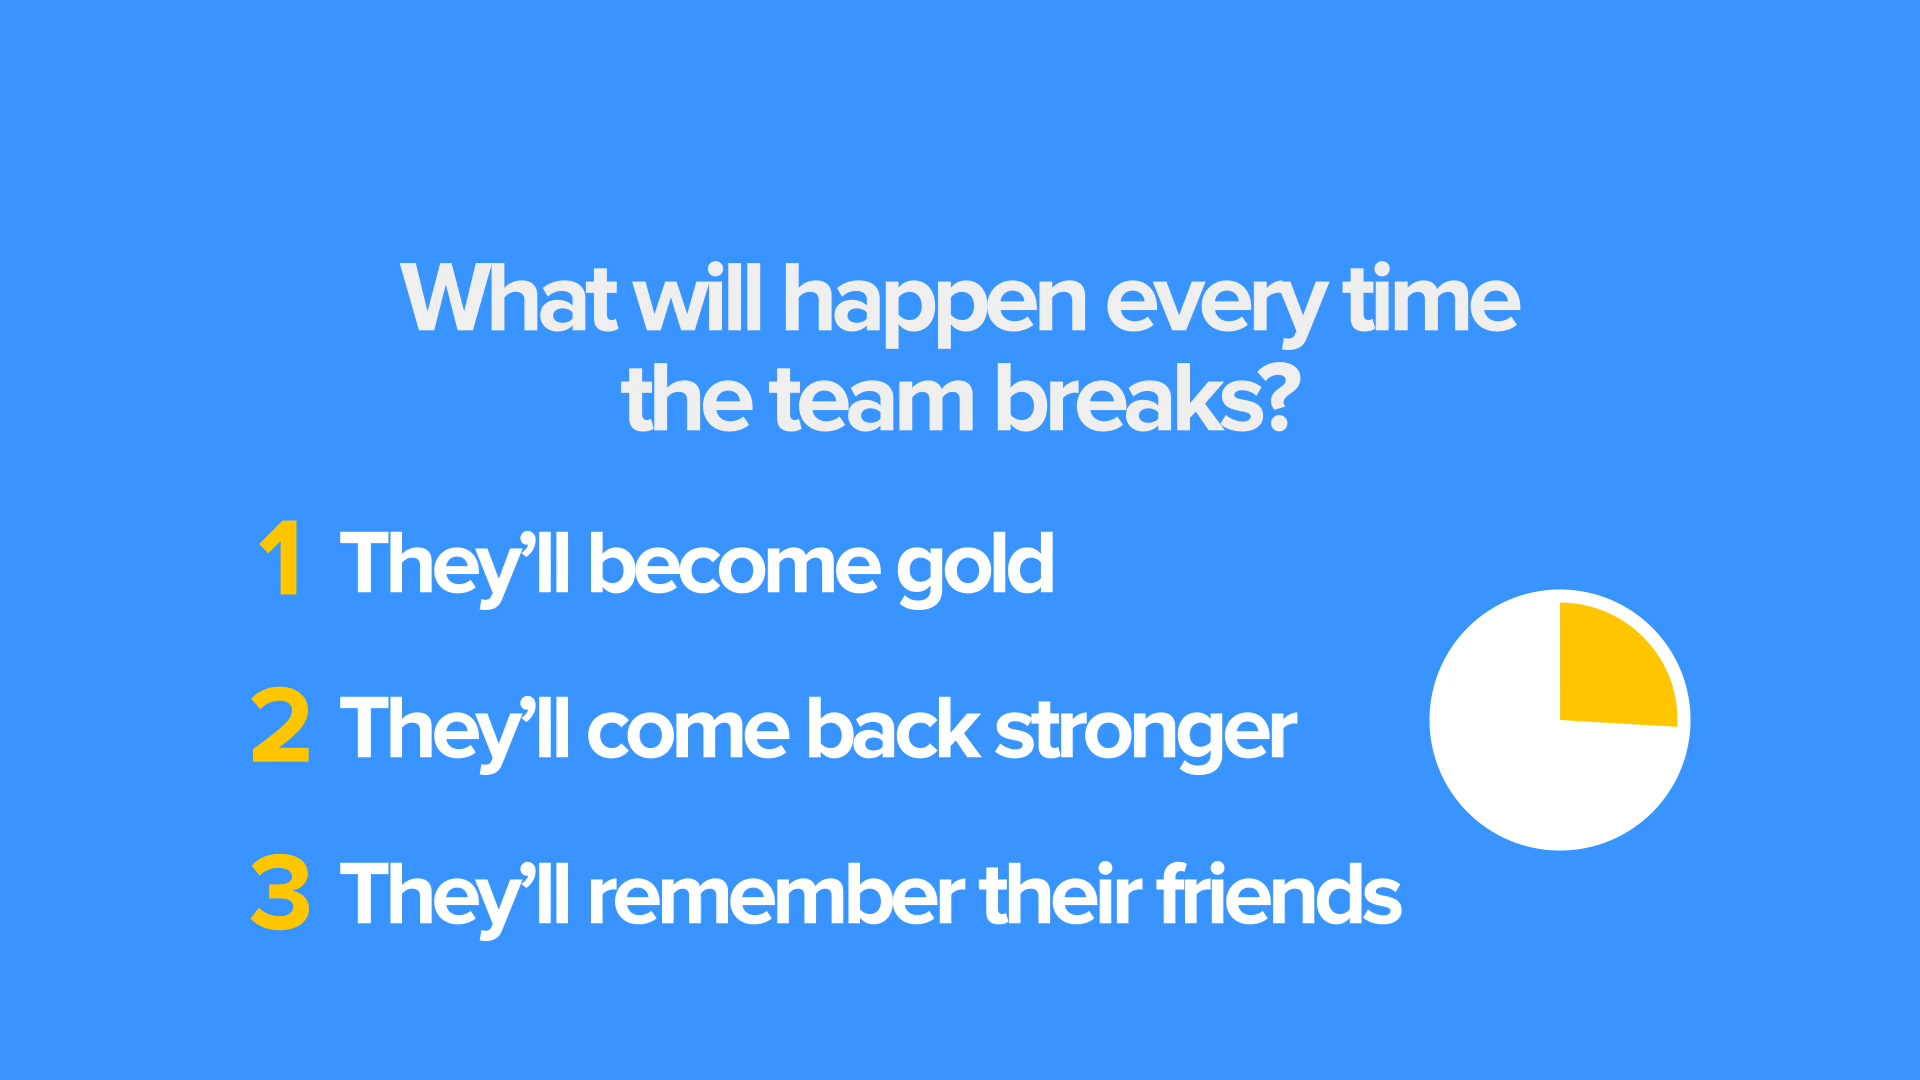 What will happen every time
the team breaks?
1 They’ll become gold
2 They’ll come back stronger
3 They’ll remember their friends